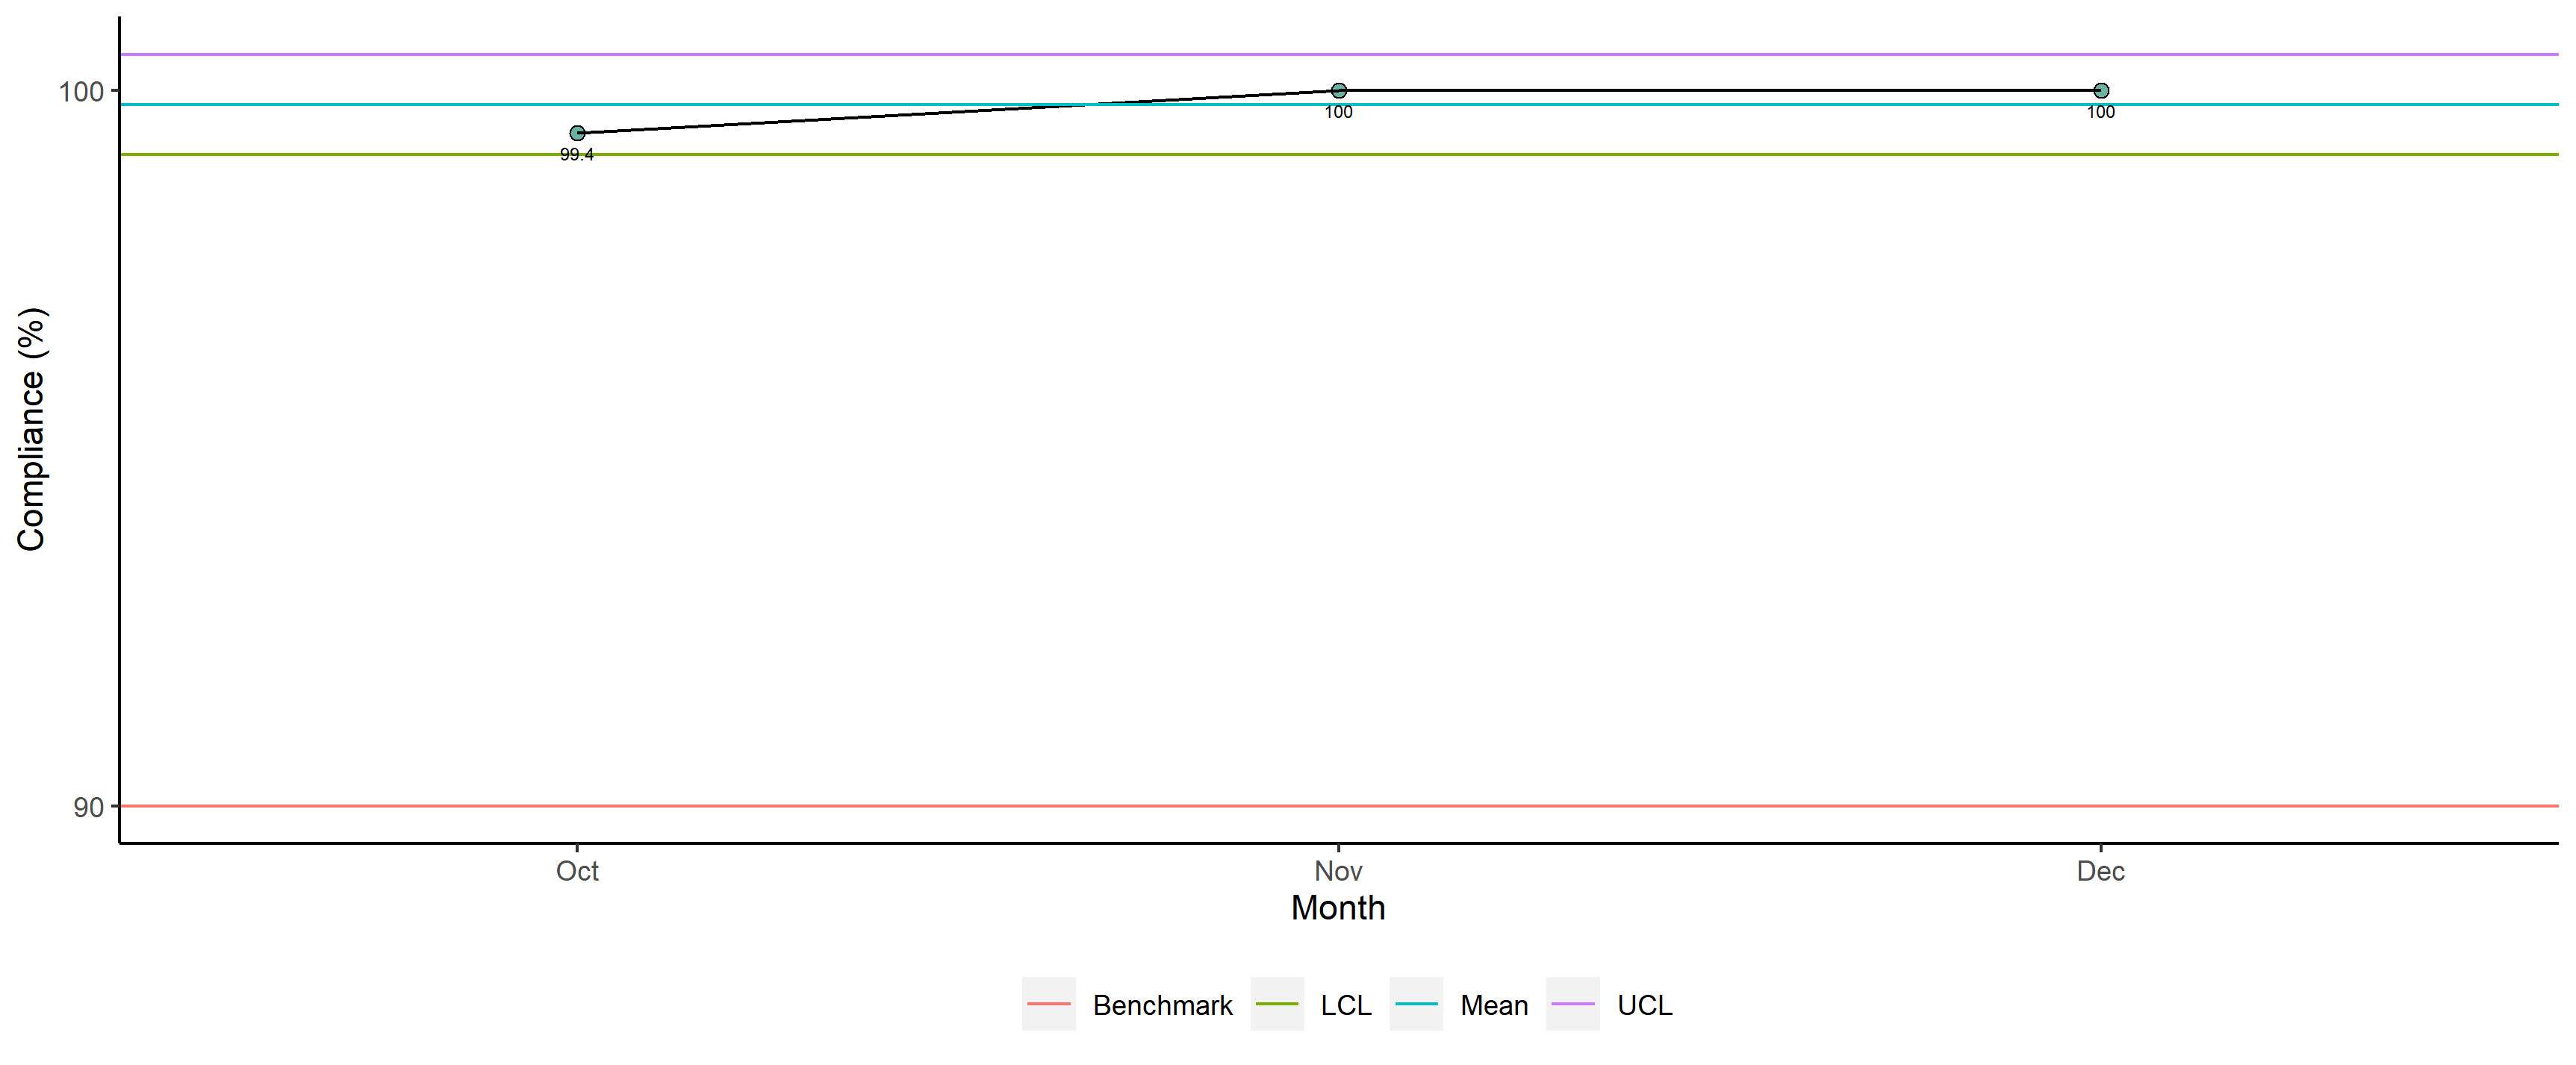 Compliance (%)
100
90
99.4
100
100
Oct Nov Dec
Month
Benchmark LCL Mean UCL